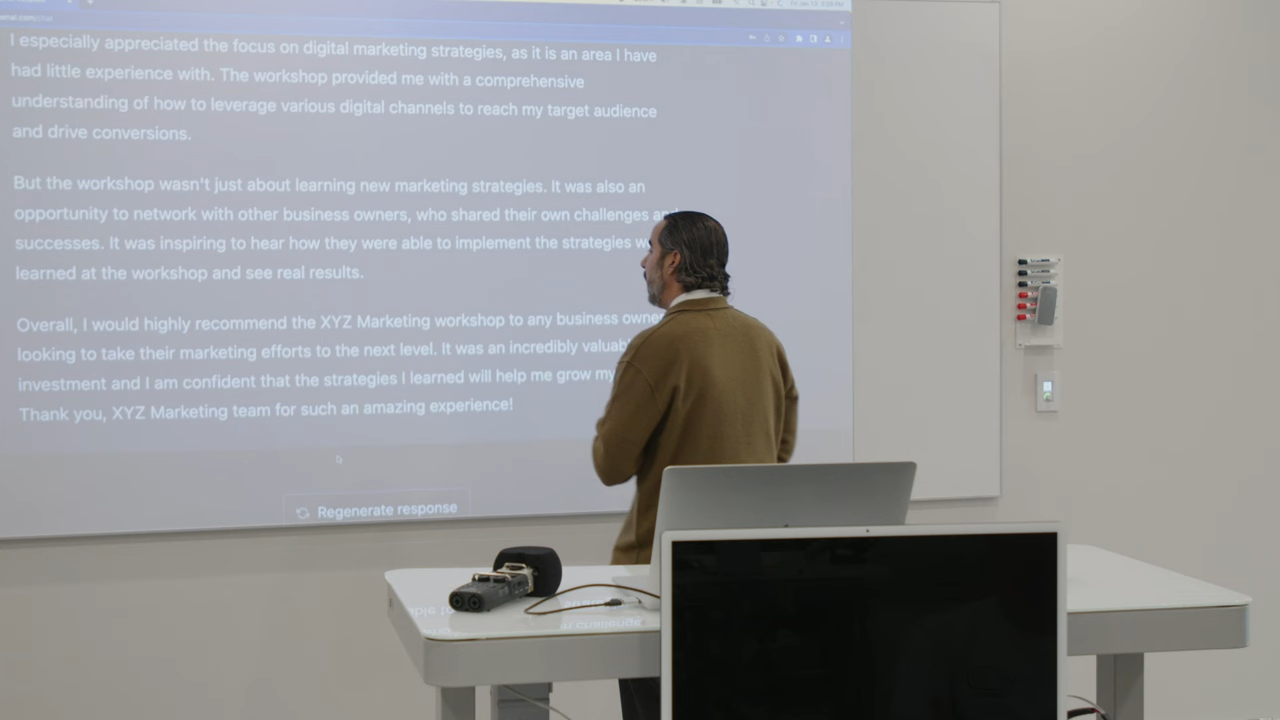 Fri Jan 13
I especially appreciated the focus on digital marketing strategies, as it is an area I have
had little experience with. The workshop provided me with a comprehensive
understanding of how to leverage various digital channels to reach my target audience
and drive conversions.
But the workshop wasn't just about learning new marketing strategies. It was also an
opportunity to network with other business owners, who shared their own challenges and
successes. It was inspiring to hear how they were able to implement the strategies
learned at the workshop and see real results.
Overall, I would highly recommend the XYZ Marketing workshop to any business
looking to take their marketing efforts to the next level. It was an incredibly
investment and I am confident that the strategies I learned will help me grow my
Thank you, XYZ Marketing team for such an amazing experience!
Regenerate response